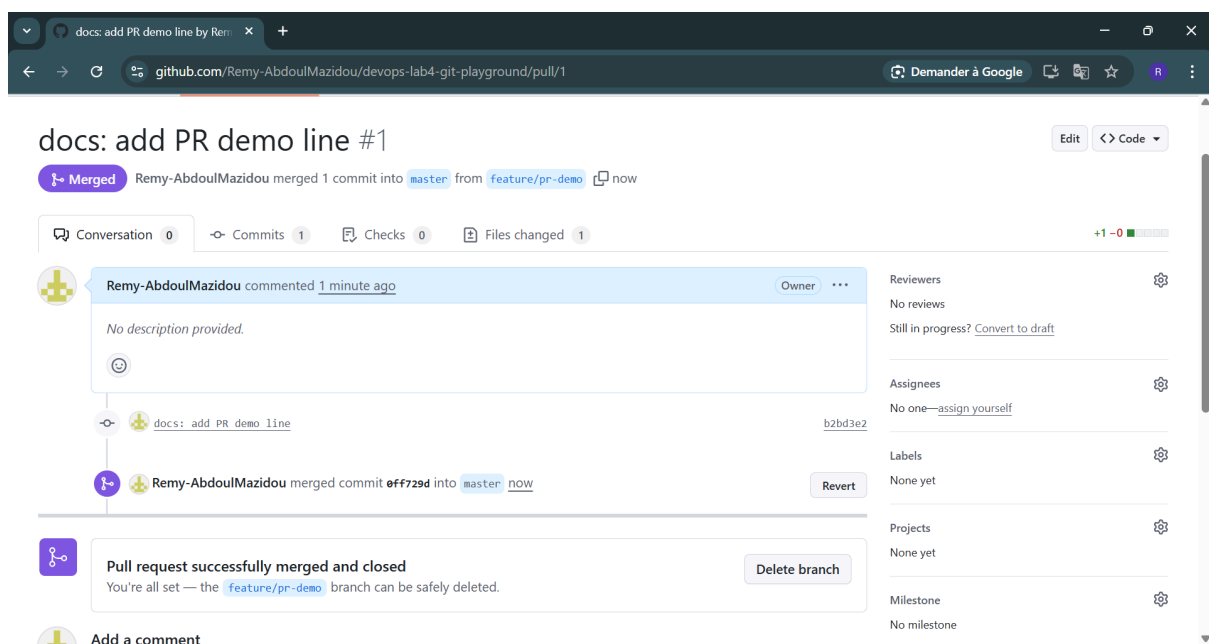 docs: add PR demo line by Rem
github.com/Remy-AbdoulMazidou/devops-lab4-git-playground/pull/1
Demander à Google
R
docs: add PR demo line #1
Edit
<> Code
Merged
Remy-AbdoulMazidou merged 1 commit into master from feature/pr-demo now
Conversation 0
Commits 1
Checks 0
Files changed 1
+1 −0
Remy-AbdoulMazidou commented 1 minute ago
Owner
No description provided.
docs: add PR demo line
b2bd3e2
Remy-AbdoulMazidou merged commit 0ff729d into master now
Revert
Pull request successfully merged and closed
You're all set — the feature/pr-demo branch can be safely deleted.
Delete branch
Add a comment
Reviewers
No reviews
Still in progress? Convert to draft
Assignees
No one—assign yourself
Labels
None yet
Projects
None yet
Milestone
No milestone